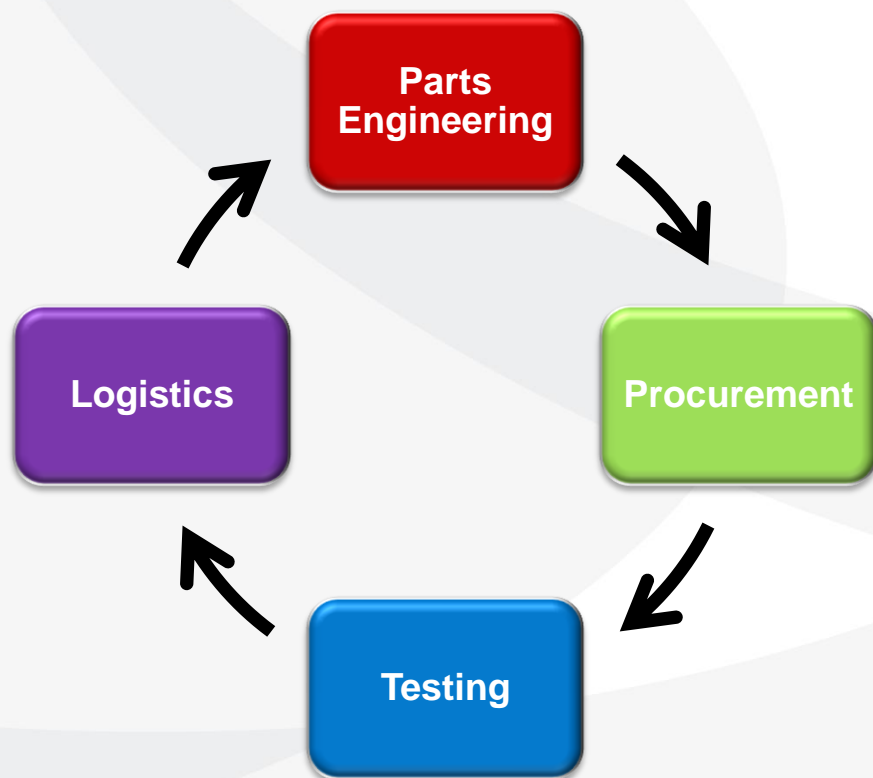 Parts
Engineering
Logistics
Procurement
Testing